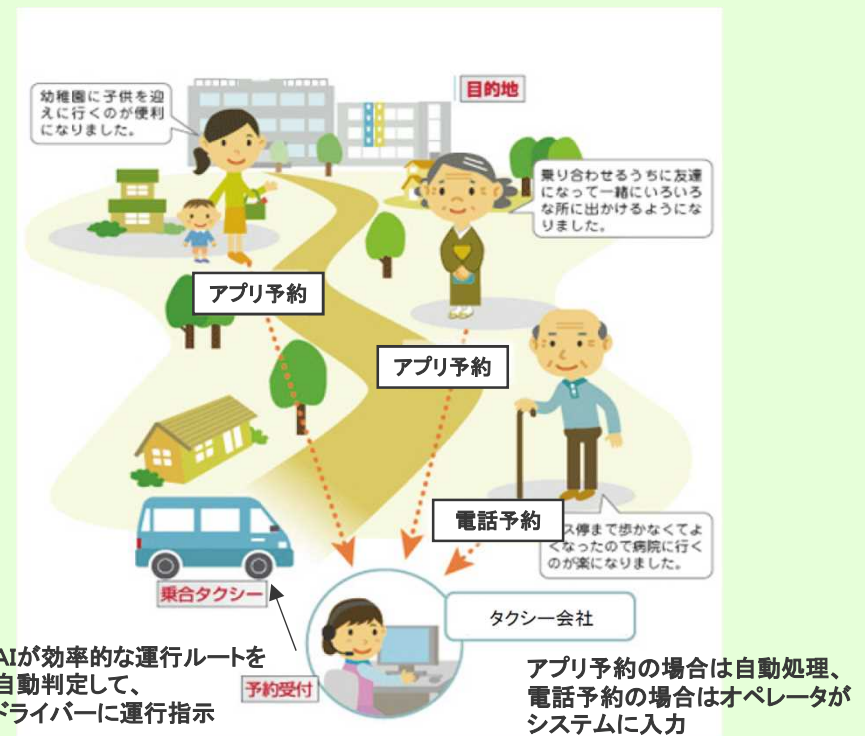 目的地
幼稚園に子供を迎
えに行くのが便利
になりました。
乗り合わせるうちに友達
になって一緒にいろいろ
な所に出かけるようにな
りました。
アプリ予約
アプリ予約
電話予約
ス停まで歩かなくてよ
くなったので病院に行く
のが楽になりました。
乗合タクシー
タクシー会社
予約受付
AIが効率的な運行ルートを
自動判定して、
ドライバーに運行指示
アプリ予約の場合は自動処理、
電話予約の場合はオペレータが
システムに入力